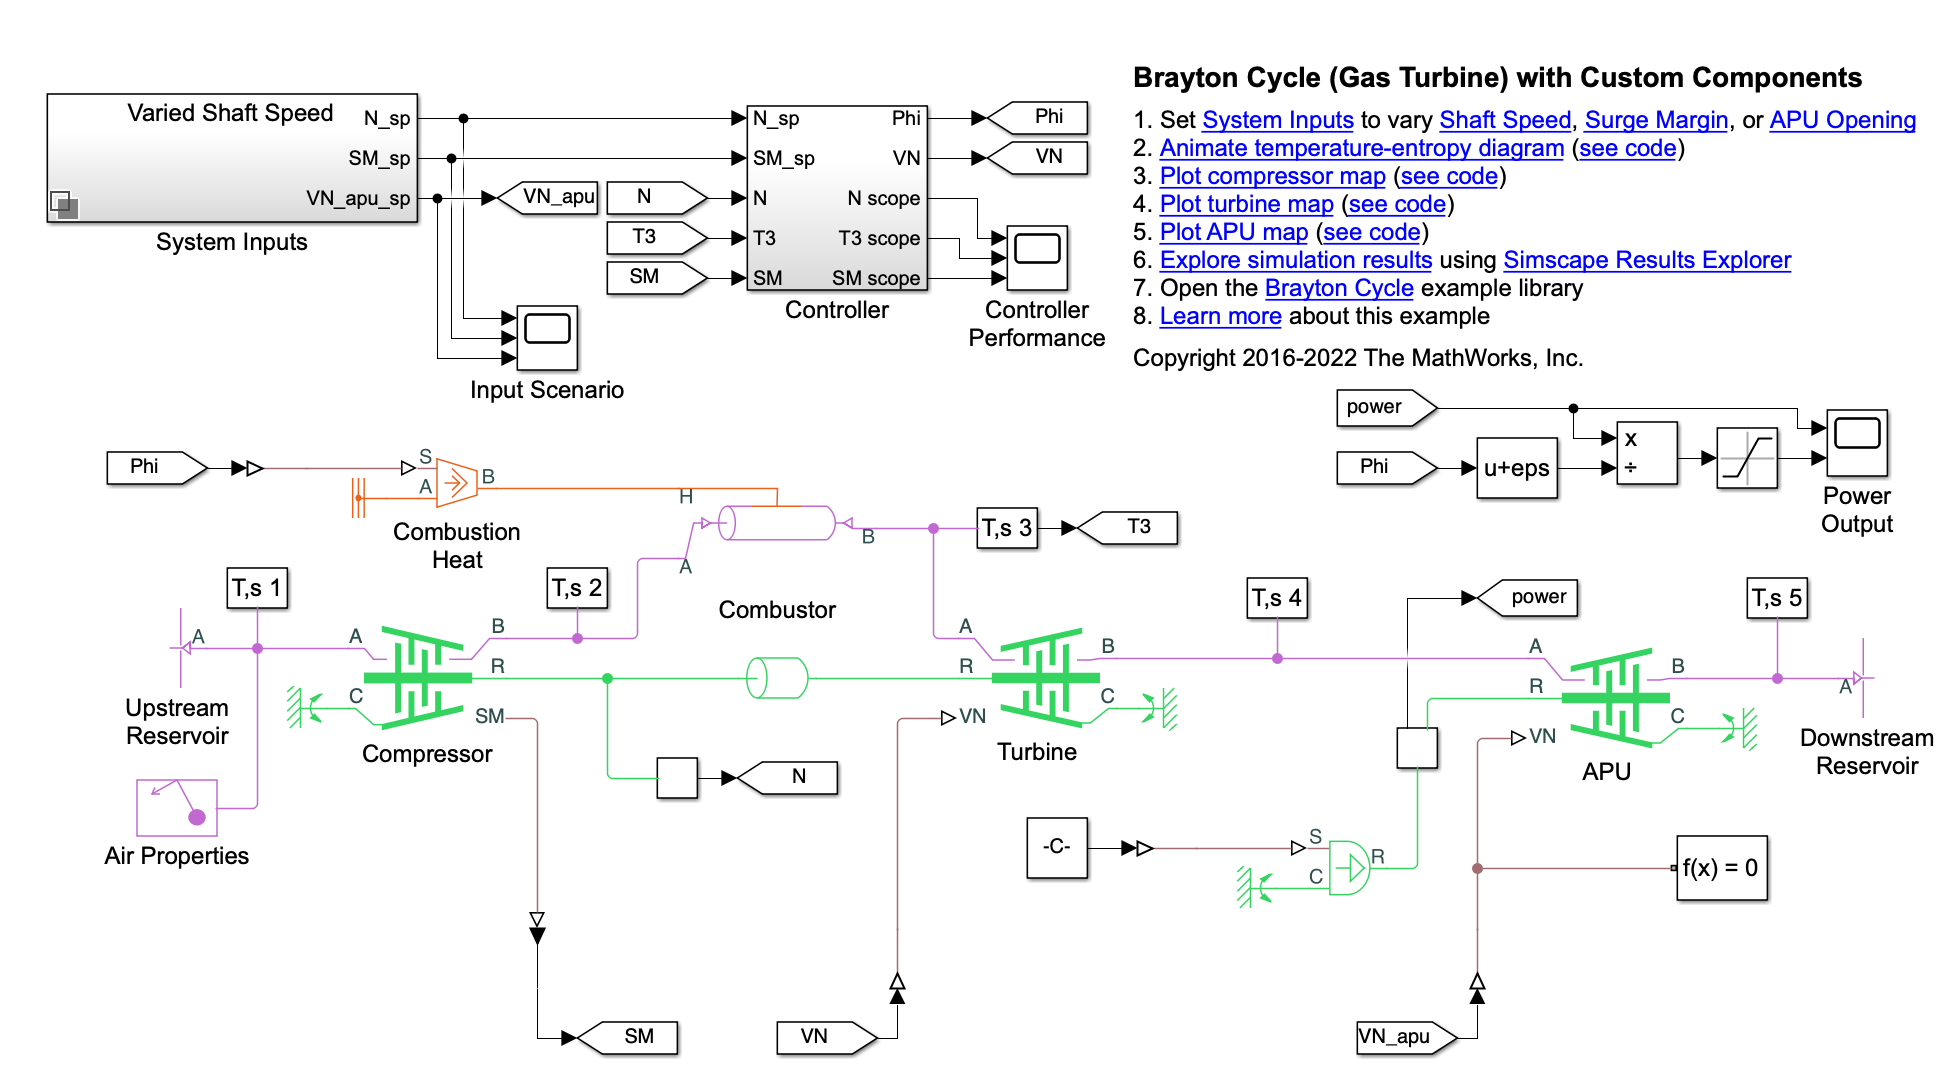 Brayton Cycle (Gas Turbine) with Custom Components
1. Set System Inputs to vary Shaft Speed, Surge Margin, or APU Opening
2. Animate temperature-entropy diagram (see code)
3. Plot compressor map (see code)
4. Plot turbine map (see code)
5. Plot APU map (see code)
6. Explore simulation results using Simscape Results Explorer
7. Open the Brayton Cycle example library
8. Learn more about this example
Copyright 2016-2022 The MathWorks, Inc.
Varied Shaft Speed
N_sp
SM_sp
VN_apu_sp
System Inputs
VN_apu
N
T3
SM
N_sp
SM_sp
N
T3
SM
Phi
VN
N scope
T3 scope
SM scope
Controller
Phi
VN
Controller
Performance
Input Scenario
power
Phi
u+eps
x
÷
Power
Output
Phi
S
A
B
Combustion
Heat
H
A
B
Combustor
T,s 3
T3
T,s 1
T,s 2
A
Upstream
Reservoir
Air Properties
A
B
R
C
SM
Compressor
N
A
B
R
C
VN
Turbine
T,s 4
power
T,s 5
A
B
R
C
VN
APU
A
Downstream
Reservoir
-C-
S
C
R
f(x) = 0
SM
VN
VN_apu